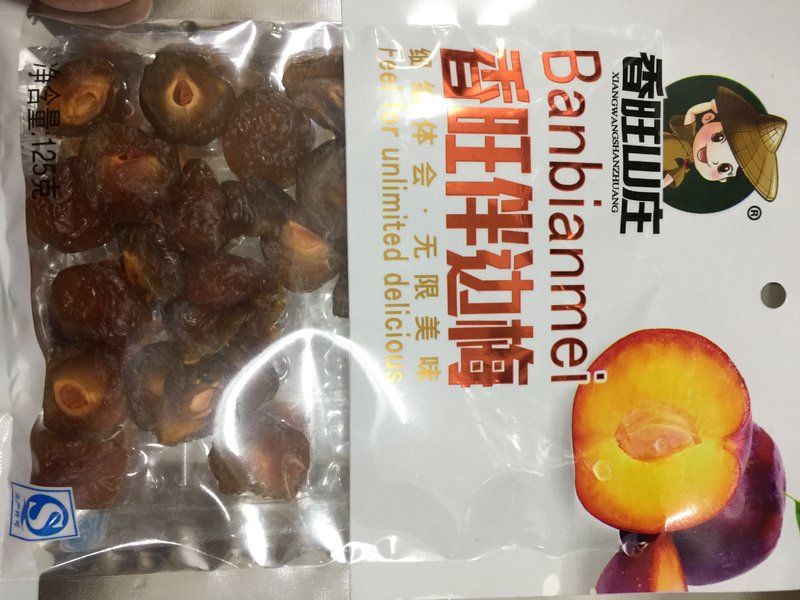 香旺山庄
XIANGWANGSHANZHUANG
®
Banbianmei
香旺伴边梅
细细体会·无限美味
Feel for unlimited delicious
净含量:125克